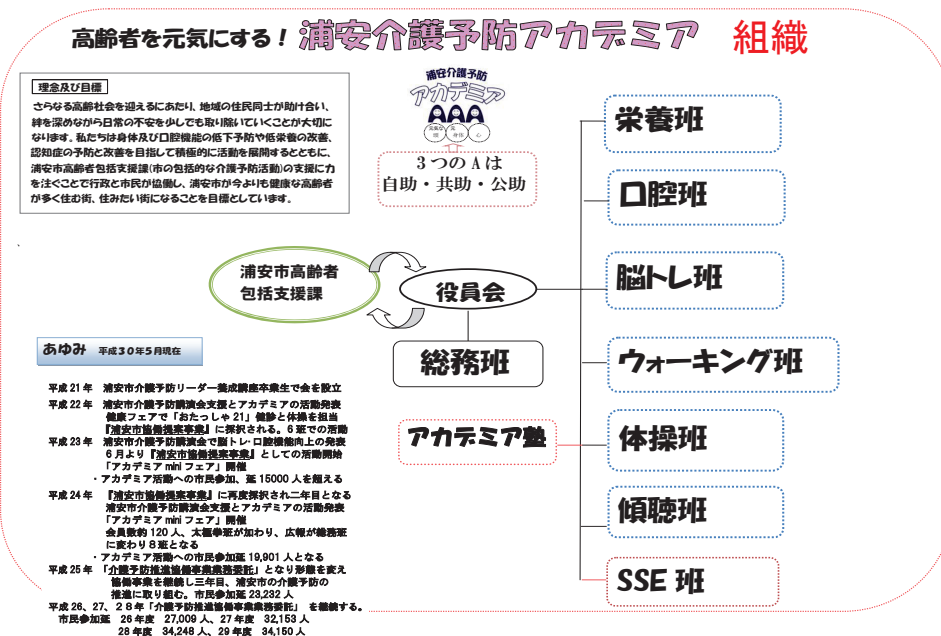 高齢者を元気にする！浦安介護予防アカデミア 組織
理念及び目標
さらなる高齢社会を迎えるにあたり、地域の住民同士が助け合い、
絆を深めながら日常の不安を少しでも取り除いていくことが大切に
なります。私たちは身体及び口腔機能の低下予防や低栄養の改善、
認知症の予防と改善を目指して積極的に活動を展開するとともに、
浦安市高齢者包括支援課(市の包括的な介護予防活動)の支援に力
を注ぐことで行政と市民が協働し、浦安市が今よりも健康な高齢者
が多く住む街、住みたい街になることを目標としています。
浦安介護予防
アカデミア
身体
心
3つのAは
自助・共助・公助
浦安市高齢者
包括支援課
役員会
総務班
アカデミア塾
栄養班
口腔班
脳トレ班
ウォーキング班
体操班
傾聴班
SSE 班
あゆみ 平成30年5月現在
平成 21 年 浦安市介護予防リーダー養成講座卒業生で会を設立
平成 22 年 浦安市介護予防講演会支援とアカデミアの活動発表
健康フェアで「おたっしゃ 21」健診と体操を担当
『浦安市協働提案事業』に採択される。6 班での活動
平成 23 年 浦安市介護予防講演会で脳トレ・口腔機能向上の発表
6 月より『浦安市協働提案事業』としての活動開始
「アカデミア mini フェア」開催
・アカデミア活動への市民参加、延 15000 人を超える
平成 24 年 『浦安市協働提案事業』に再度採択され二年目となる
浦安市介護予防講演会支援とアカデミアの活動発表
「アカデミア mini フェア」開催
会員数約 120 人、太極拳班が加わり、広報が総務班
に変わり 8 班となる
・アカデミア活動への市民参加延 19,901 人となる
平成 25 年 「介護予防推進協働事業業務委託」となり形態を変え
協働事業を継続し三年目、浦安市の介護予防の
推進に取り組む。市民参加延 23,232 人
平成 26、27、28年「介護予防推進協働事業業務委託」 を継続する。
市民参加延 26 年度 27,009 人、27 年度 32,153 人
28 年度 34,248 人、29 年度 34,150 人